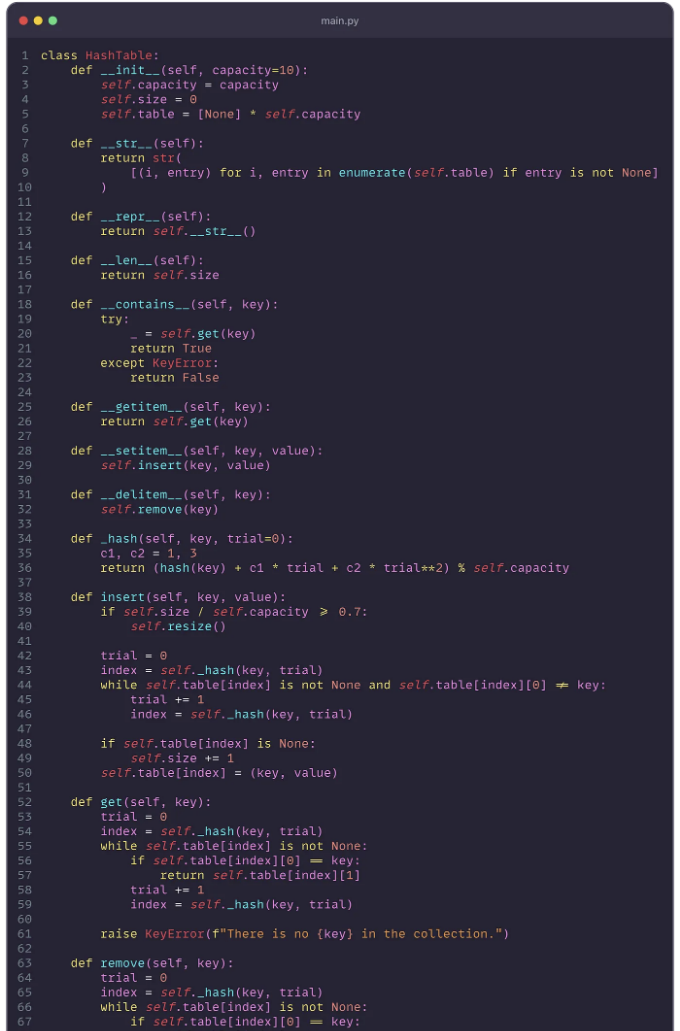 main.py
1 class HashTable:
2     def __init__(self, capacity=10):
3         self.capacity = capacity
4         self.size = 0
5         self.table = [None] * self.capacity
6
7     def __str__(self):
8         return str(
9             [(i, entry) for i, entry in enumerate(self.table) if entry is not None]
10         )
11
12     def __repr__(self):
13         return self.__str__()
14
15     def __len__(self):
16         return self.size
17
18     def __contains__(self, key):
19         try:
20             _ = self.get(key)
21             return True
22         except KeyError:
23             return False
24
25     def __getitem__(self, key):
26         return self.get(key)
27
28     def __setitem__(self, key, value):
29         self.insert(key, value)
30
31     def __delitem__(self, key):
32         self.remove(key)
33
34     def _hash(self, key, trial=0):
35         c1, c2 = 1, 3
36         return (hash(key) + c1 * trial + c2 * trial**2) % self.capacity
37
38     def insert(self, key, value):
39         if self.size / self.capacity ≥ 0.7:
40             self.resize()
41
42         trial = 0
43         index = self._hash(key, trial)
44         while self.table[index] is not None and self.table[index][0] ≠ key:
45             trial += 1
46             index = self._hash(key, trial)
47
48         if self.table[index] is None:
49             self.size += 1
50         self.table[index] = (key, value)
51
52     def get(self, key):
53         trial = 0
54         index = self._hash(key, trial)
55         while self.table[index] is not None:
56             if self.table[index][0] == key:
57                 return self.table[index][1]
58             trial += 1
59             index = self._hash(key, trial)
60
61         raise KeyError(f"There is no {key} in the collection.")
62
63     def remove(self, key):
64         trial = 0
65         index = self._hash(key, trial)
66         while self.table[index] is not None:
67             if self.table[index][0] == key: